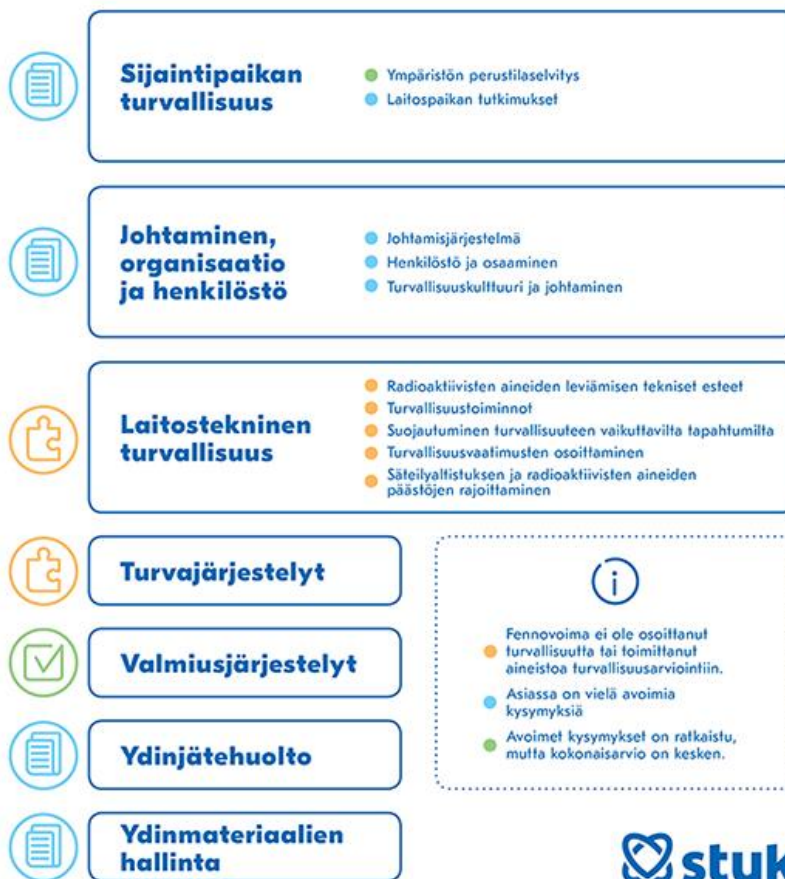 Sijaintipaikan
turvallisuus
Ympäristön perustilaselvitys
Laitospaikan tutkimukset
Johtaminen,
organisaatio
ja henkilöstö
Johtamisjärjestelmä
Henkilöstö ja osaaminen
Turvallisuuskulttuuri ja johtaminen
Laitostekninen
turvallisuus
Radioaktiivisten aineiden leviämisen tekniset esteet
Turvallisuustoiminnot
Suojautuminen turvallisuuteen vaikuttavilta tapahtumilta
Turvallisuusvaatimusten osoittaminen
Säteilyaltistuksen ja radioaktiivisten aineiden
päästöjen rajoittaminen
Turvajärjestelyt
Valmiusjärjestelyt
Ydinjätehuolto
Ydinmateriaalien
hallinta
i
Fennovoima ei ole osoittanut
turvallisuutta tai toimittanut
aineistoa turvallisuusarviointiin.
Asiassa on vielä avoimia
kysymyksiä
Avoimet kysymykset on ratkaistu,
mutta kokonaisarvio on kesken.
stuk